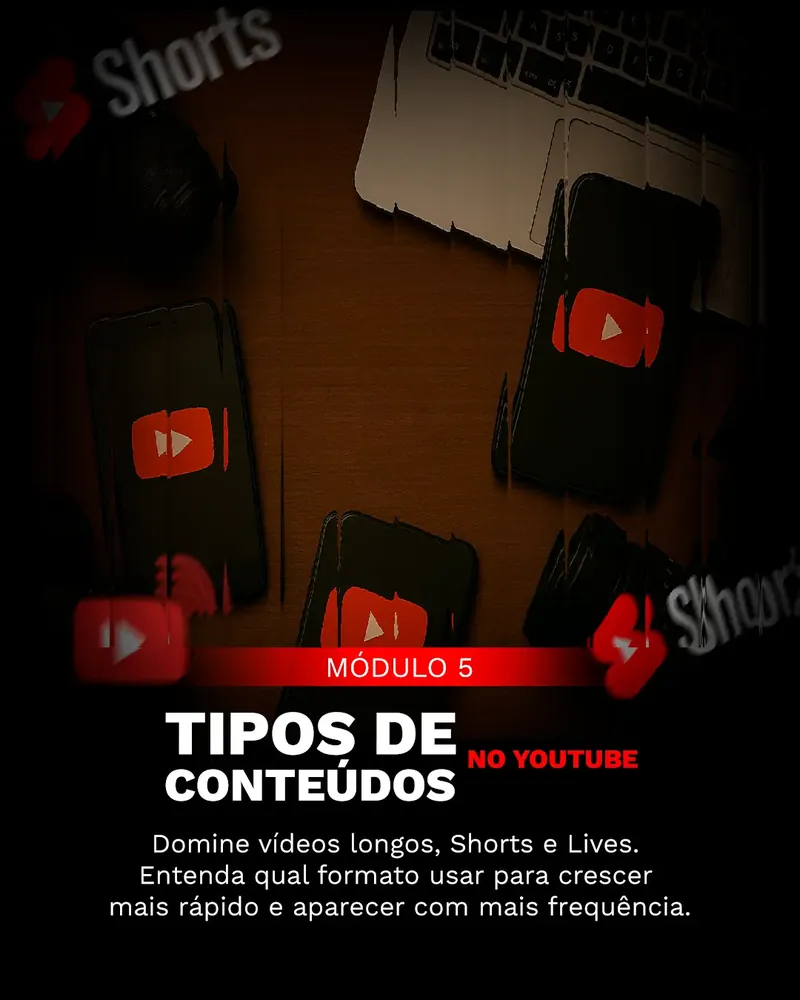 Shorts
Shorts
MÓDULO 5
TIPOS DE
CONTEÚDOS
NO YOUTUBE
Domine vídeos longos, Shorts e Lives.
Entenda qual formato usar para crescer
mais rápido e aparecer com mais frequência.